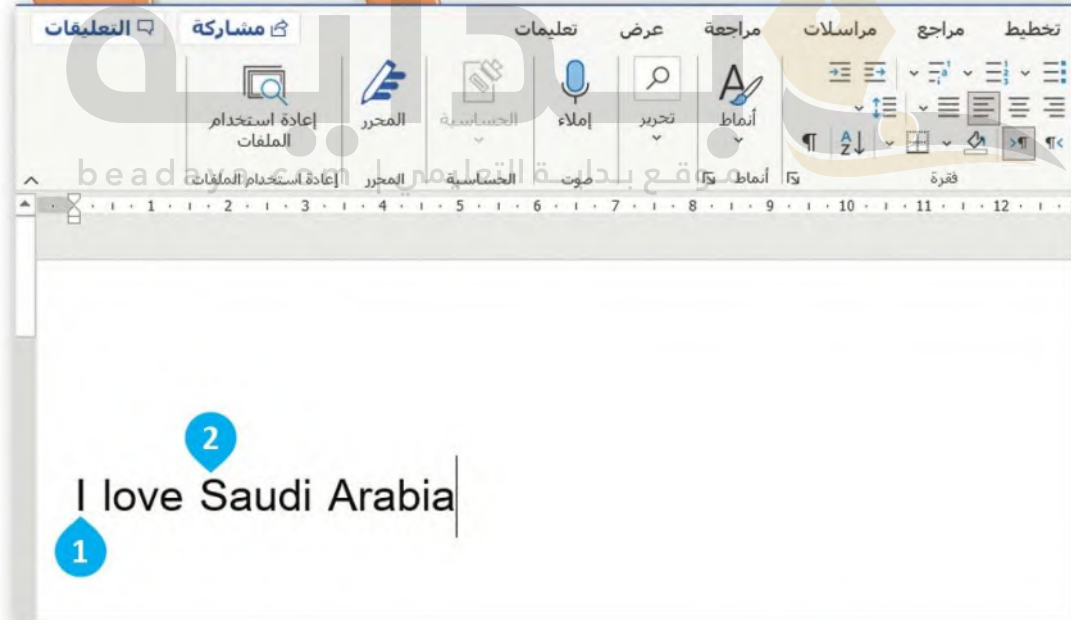 تخطيط مراجع مراسلات مراجعة عرض تعليمات مشاركة التعليقات
أنماط تحرير إملاء الحساسية المحرر إعادة استخدام الملفات
فقرة أنماط صوت الحساسية المحرر إعادة استخدام الملفات
بداية
موقع بداية التعليمي | beadaya.com
1 2 3 4 5 6 7 8 9 10 11 12
2
I love Saudi Arabia
1